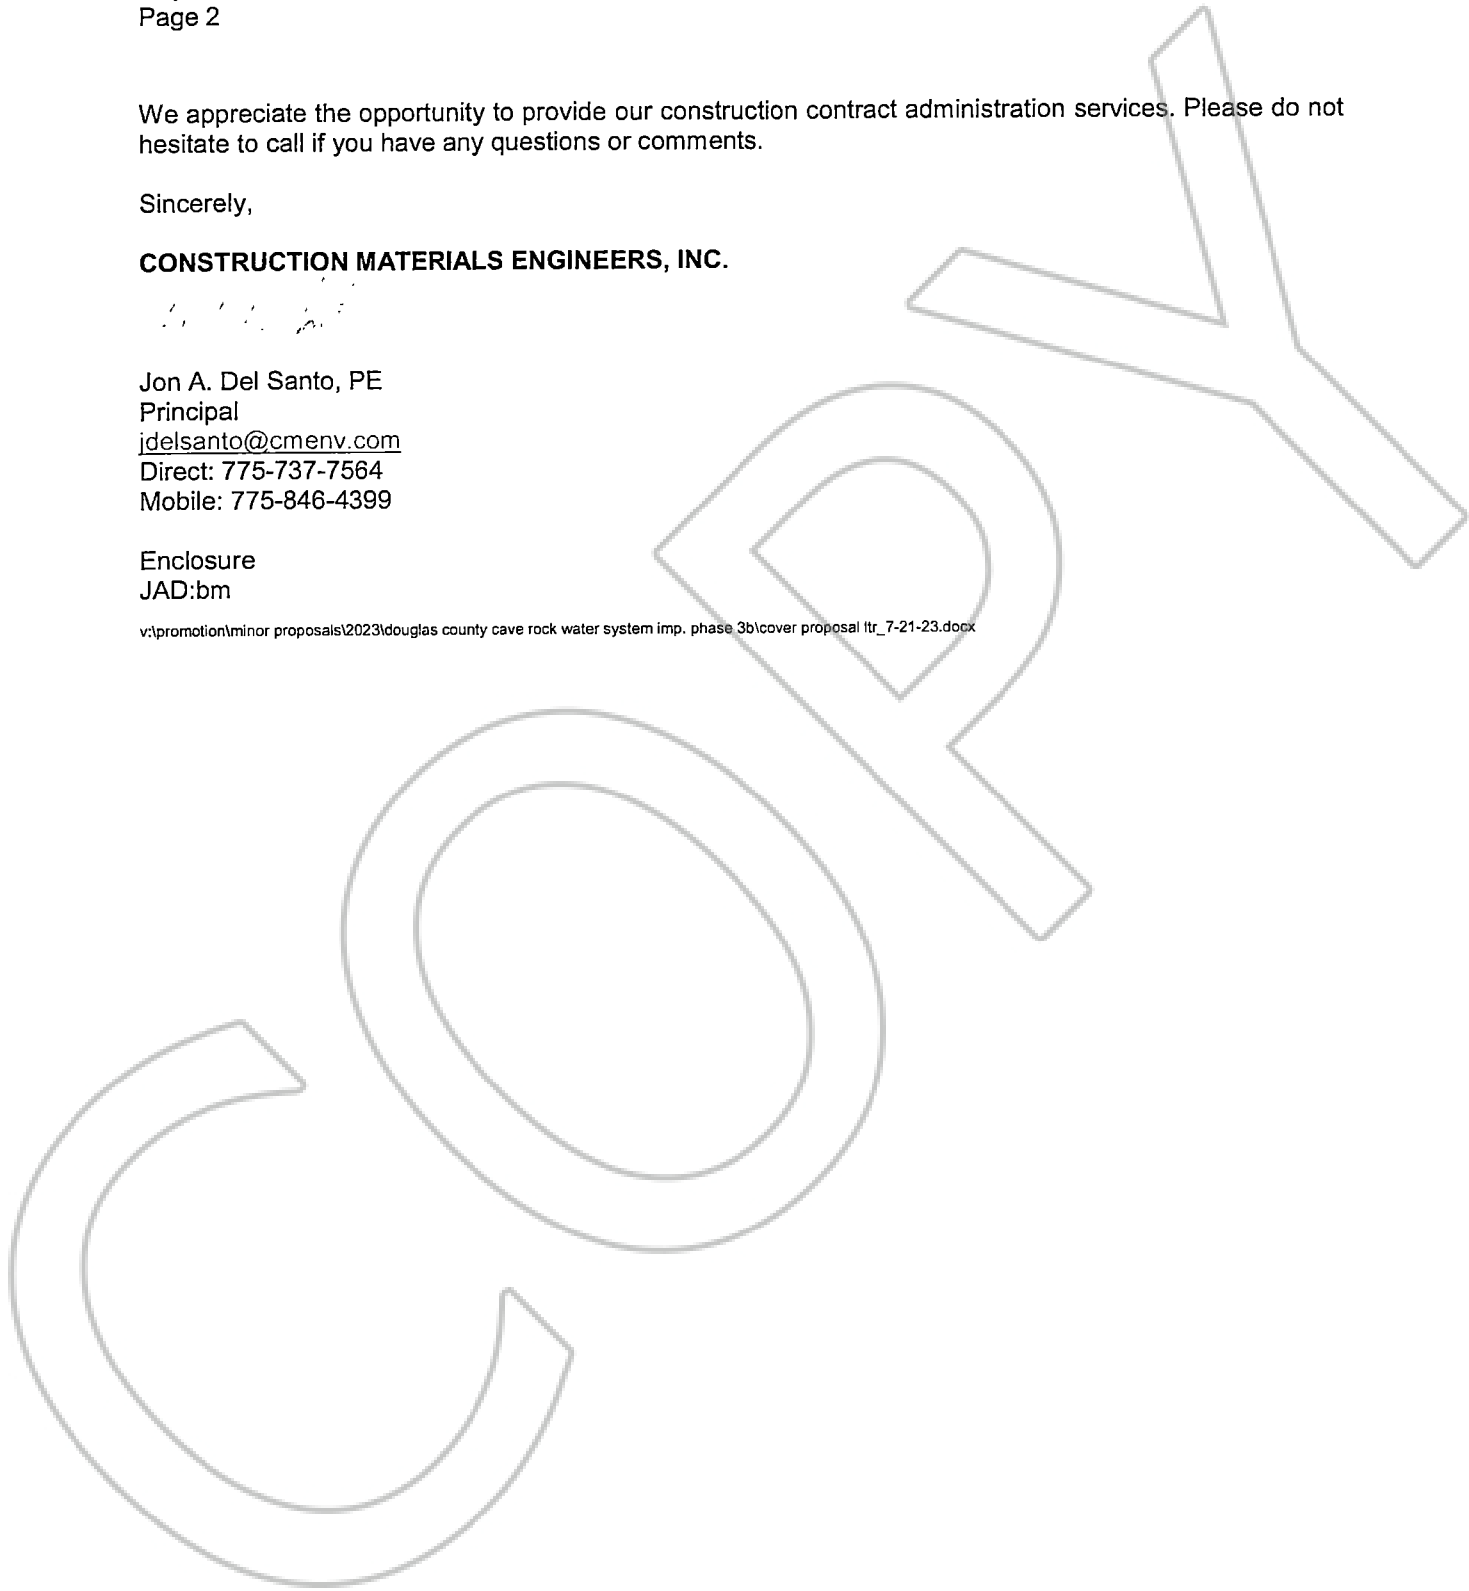 Page 2
We appreciate the opportunity to provide our construction contract administration services. Please do not
hesitate to call if you have any questions or comments.
Sincerely,
CONSTRUCTION MATERIALS ENGINEERS, INC.
Jon A. Del Santo, PE
Principal
jdelsanto@cmenv.com
Direct: 775-737-7564
Mobile: 775-846-4399
Enclosure
JAD:bm
v:\promotion\minor proposals\2023\douglas county cave rock water system imp. phase 3b\cover proposal ltr_7-21-23.docx
COPY